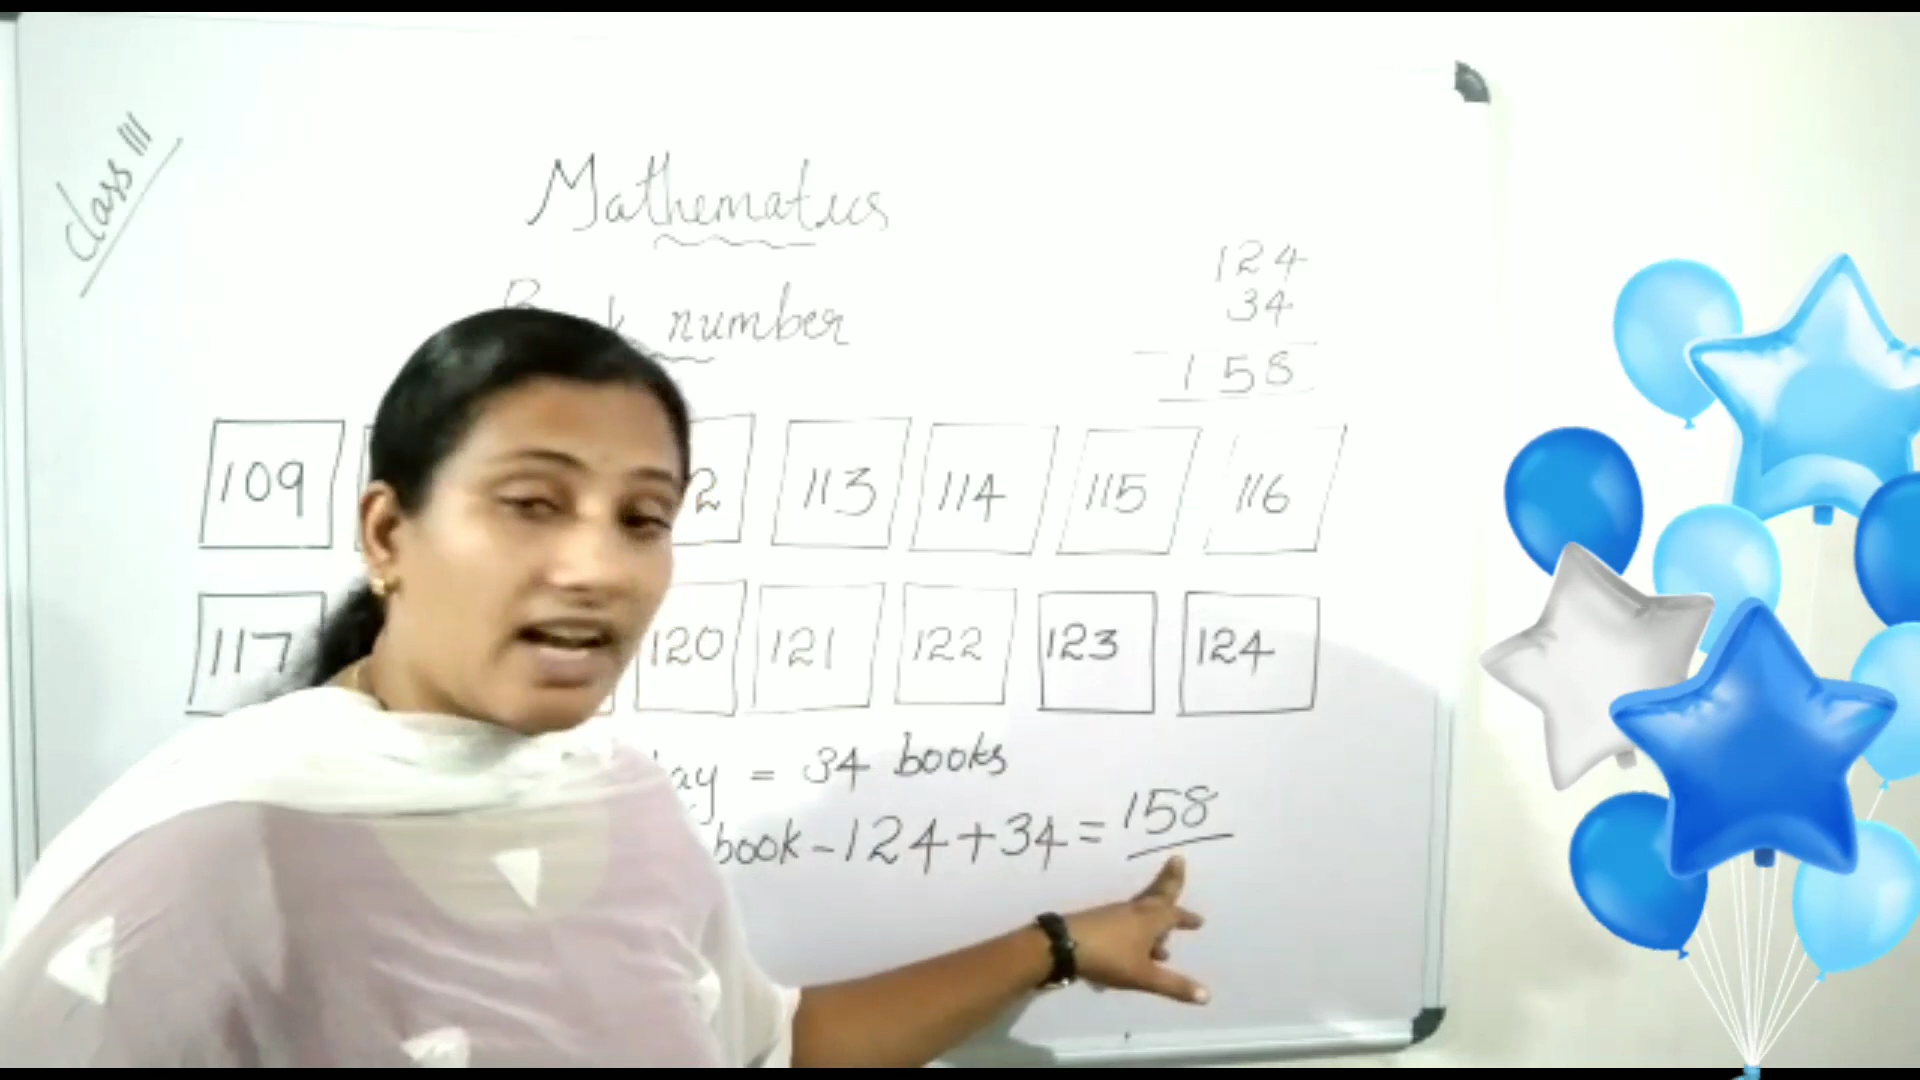 Class III
Mathematics
number
124
34
158
109
113 114 115 116
117 120 121 122 123 124
= 34 books
book - 124 + 34 = 158